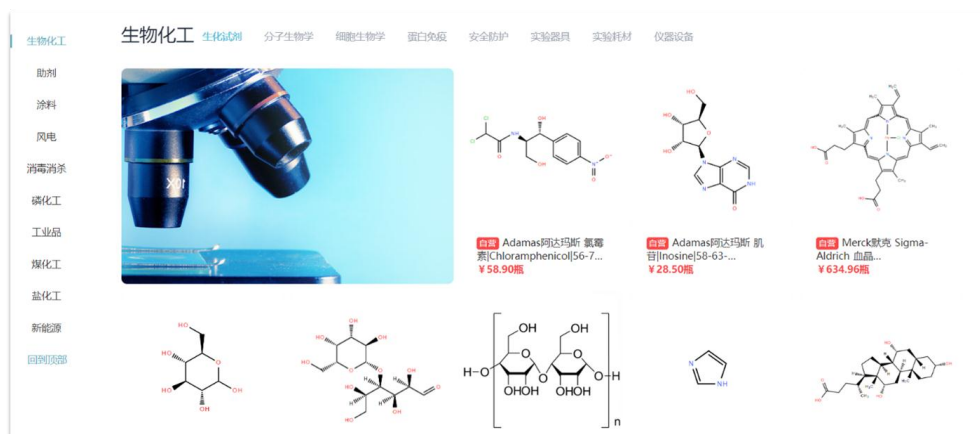 生物化工
助剂
涂料
风电
消毒消杀
磷化工
工业品
煤化工
盐化工
新能源
回到顶部
生物化工 生化试剂 分子生物学 细胞生物学 蛋白免疫 安全防护 实验器具 实验耗材 仪器设备
10X
自营 Adamas阿达玛斯 氯霉
素|Chloramphenicol|56-7...
￥58.90瓶
自营 Adamas阿达玛斯 肌
苷|Inosine|58-63-...
￥28.50瓶
自营 Merck默克 Sigma-
Aldrich 血晶...
￥634.96瓶